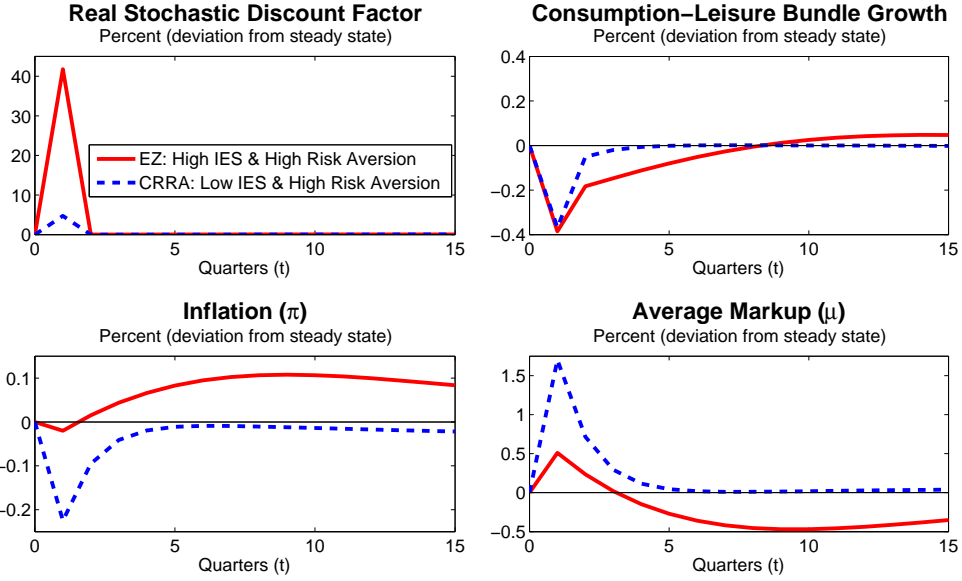 Real Stochastic Discount Factor
Percent (deviation from steady state)
40
30
20
10
0
EZ: High IES & High Risk Aversion
CRRA: Low IES & High Risk Aversion
0
5
10
15
Quarters (t)
Consumption−Leisure Bundle Growth
Percent (deviation from steady state)
0.4
0.2
0
−0.2
−0.4
0
5
10
15
Quarters (t)
Inflation (π)
Percent (deviation from steady state)
0.1
0
−0.1
−0.2
0
5
10
15
Quarters (t)
Average Markup (μ)
Percent (deviation from steady state)
1.5
1
0.5
0
−0.5
0
5
10
15
Quarters (t)